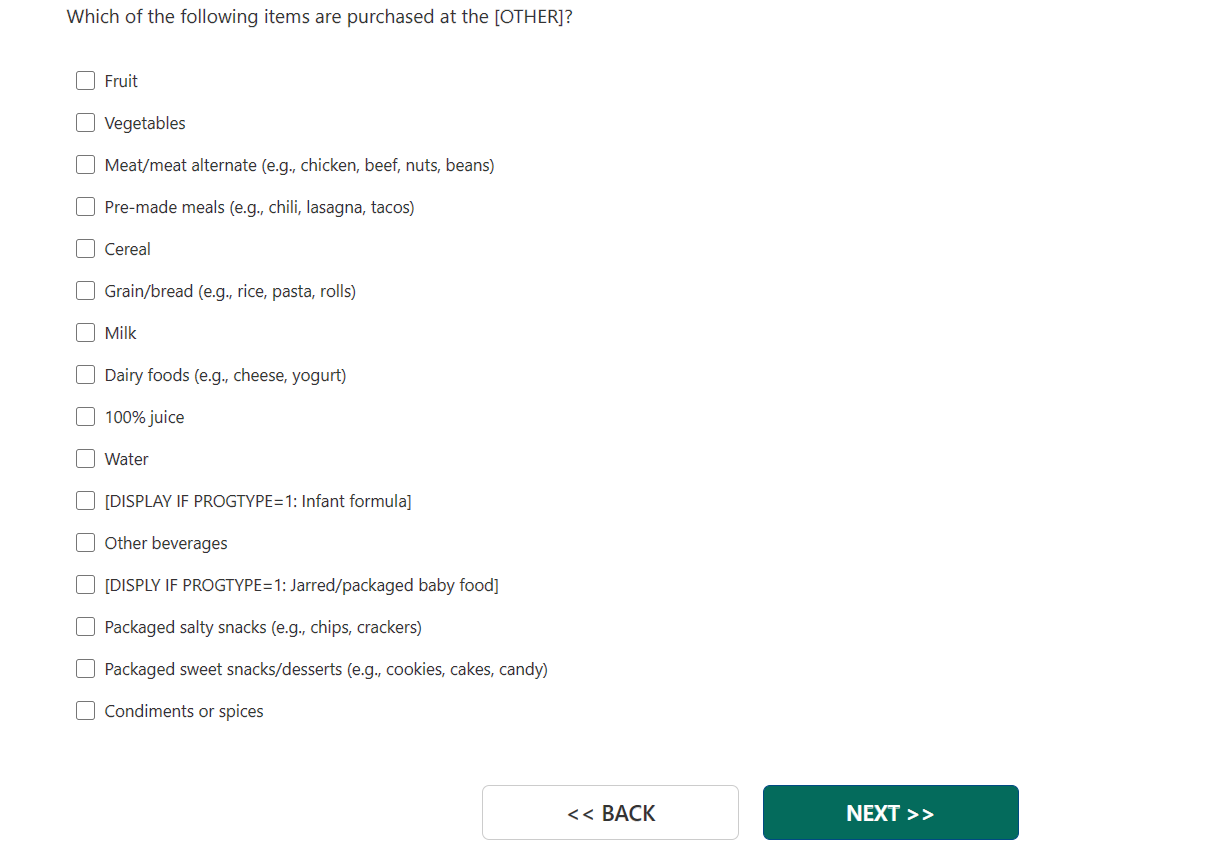 Which of the following items are purchased at the [OTHER]?
Fruit
Vegetables
Meat/meat alternate (e.g., chicken, beef, nuts, beans)
Pre-made meals (e.g., chili, lasagna, tacos)
Cereal
Grain/bread (e.g., rice, pasta, rolls)
Milk
Dairy foods (e.g., cheese, yogurt)
100% juice
Water
[DISPLAY IF PROGTYPE=1: Infant formula]
Other beverages
[DISPLY IF PROGTYPE=1: Jarred/packaged baby food]
Packaged salty snacks (e.g., chips, crackers)
Packaged sweet snacks/desserts (e.g., cookies, cakes, candy)
Condiments or spices
<< BACK
NEXT >>